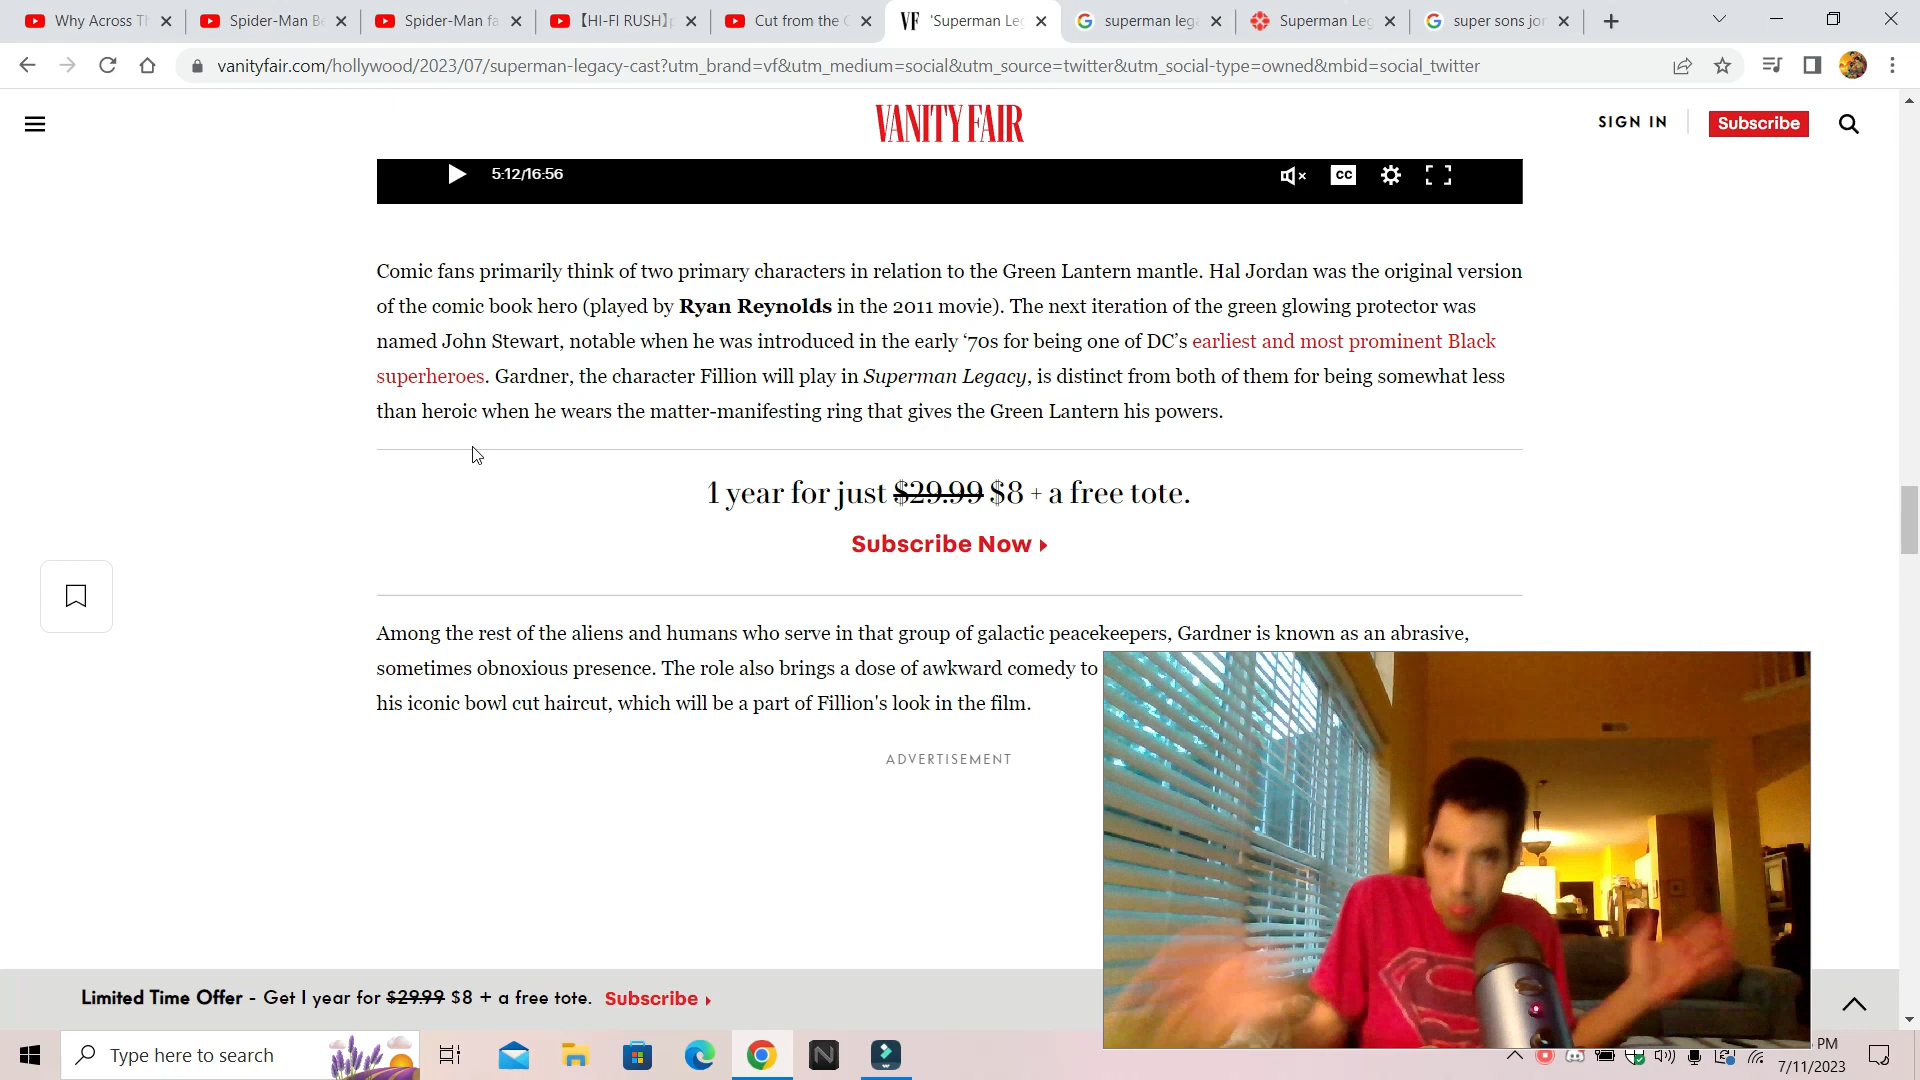 Why Across Th
Spider-Man Be
Spider-Man fa
【HI-FI RUSH】
Cut from the
VF 'Superman Leg
superman lega
Superman Leg
super sons jon
vanityfair.com/hollywood/2023/07/superman-legacy-cast?utm_brand=vf&utm_medium=social&utm_source=twitter&utm_social-type=owned&mbid=social_twitter
VANITY FAIR
SIGN IN
Subscribe
5:12/16:56
CC
Comic fans primarily think of two primary characters in relation to the Green Lantern mantle. Hal Jordan was the original version
of the comic book hero (played by Ryan Reynolds in the 2011 movie). The next iteration of the green glowing protector was
named John Stewart, notable when he was introduced in the early ‘70s for being one of DC’s earliest and most prominent Black
superheroes. Gardner, the character Fillion will play in Superman Legacy, is distinct from both of them for being somewhat less
than heroic when he wears the matter-manifesting ring that gives the Green Lantern his powers.
1 year for just $29.99 $8 + a free tote.
Subscribe Now
Among the rest of the aliens and humans who serve in that group of galactic peacekeepers, Gardner is known as an abrasive,
sometimes obnoxious presence. The role also brings a dose of awkward comedy to
his iconic bowl cut haircut, which will be a part of Fillion's look in the film.
ADVERTISEMENT
Limited Time Offer - Get 1 year for $29.99 $8 + a free tote. Subscribe
Type here to search
PM
7/11/2023